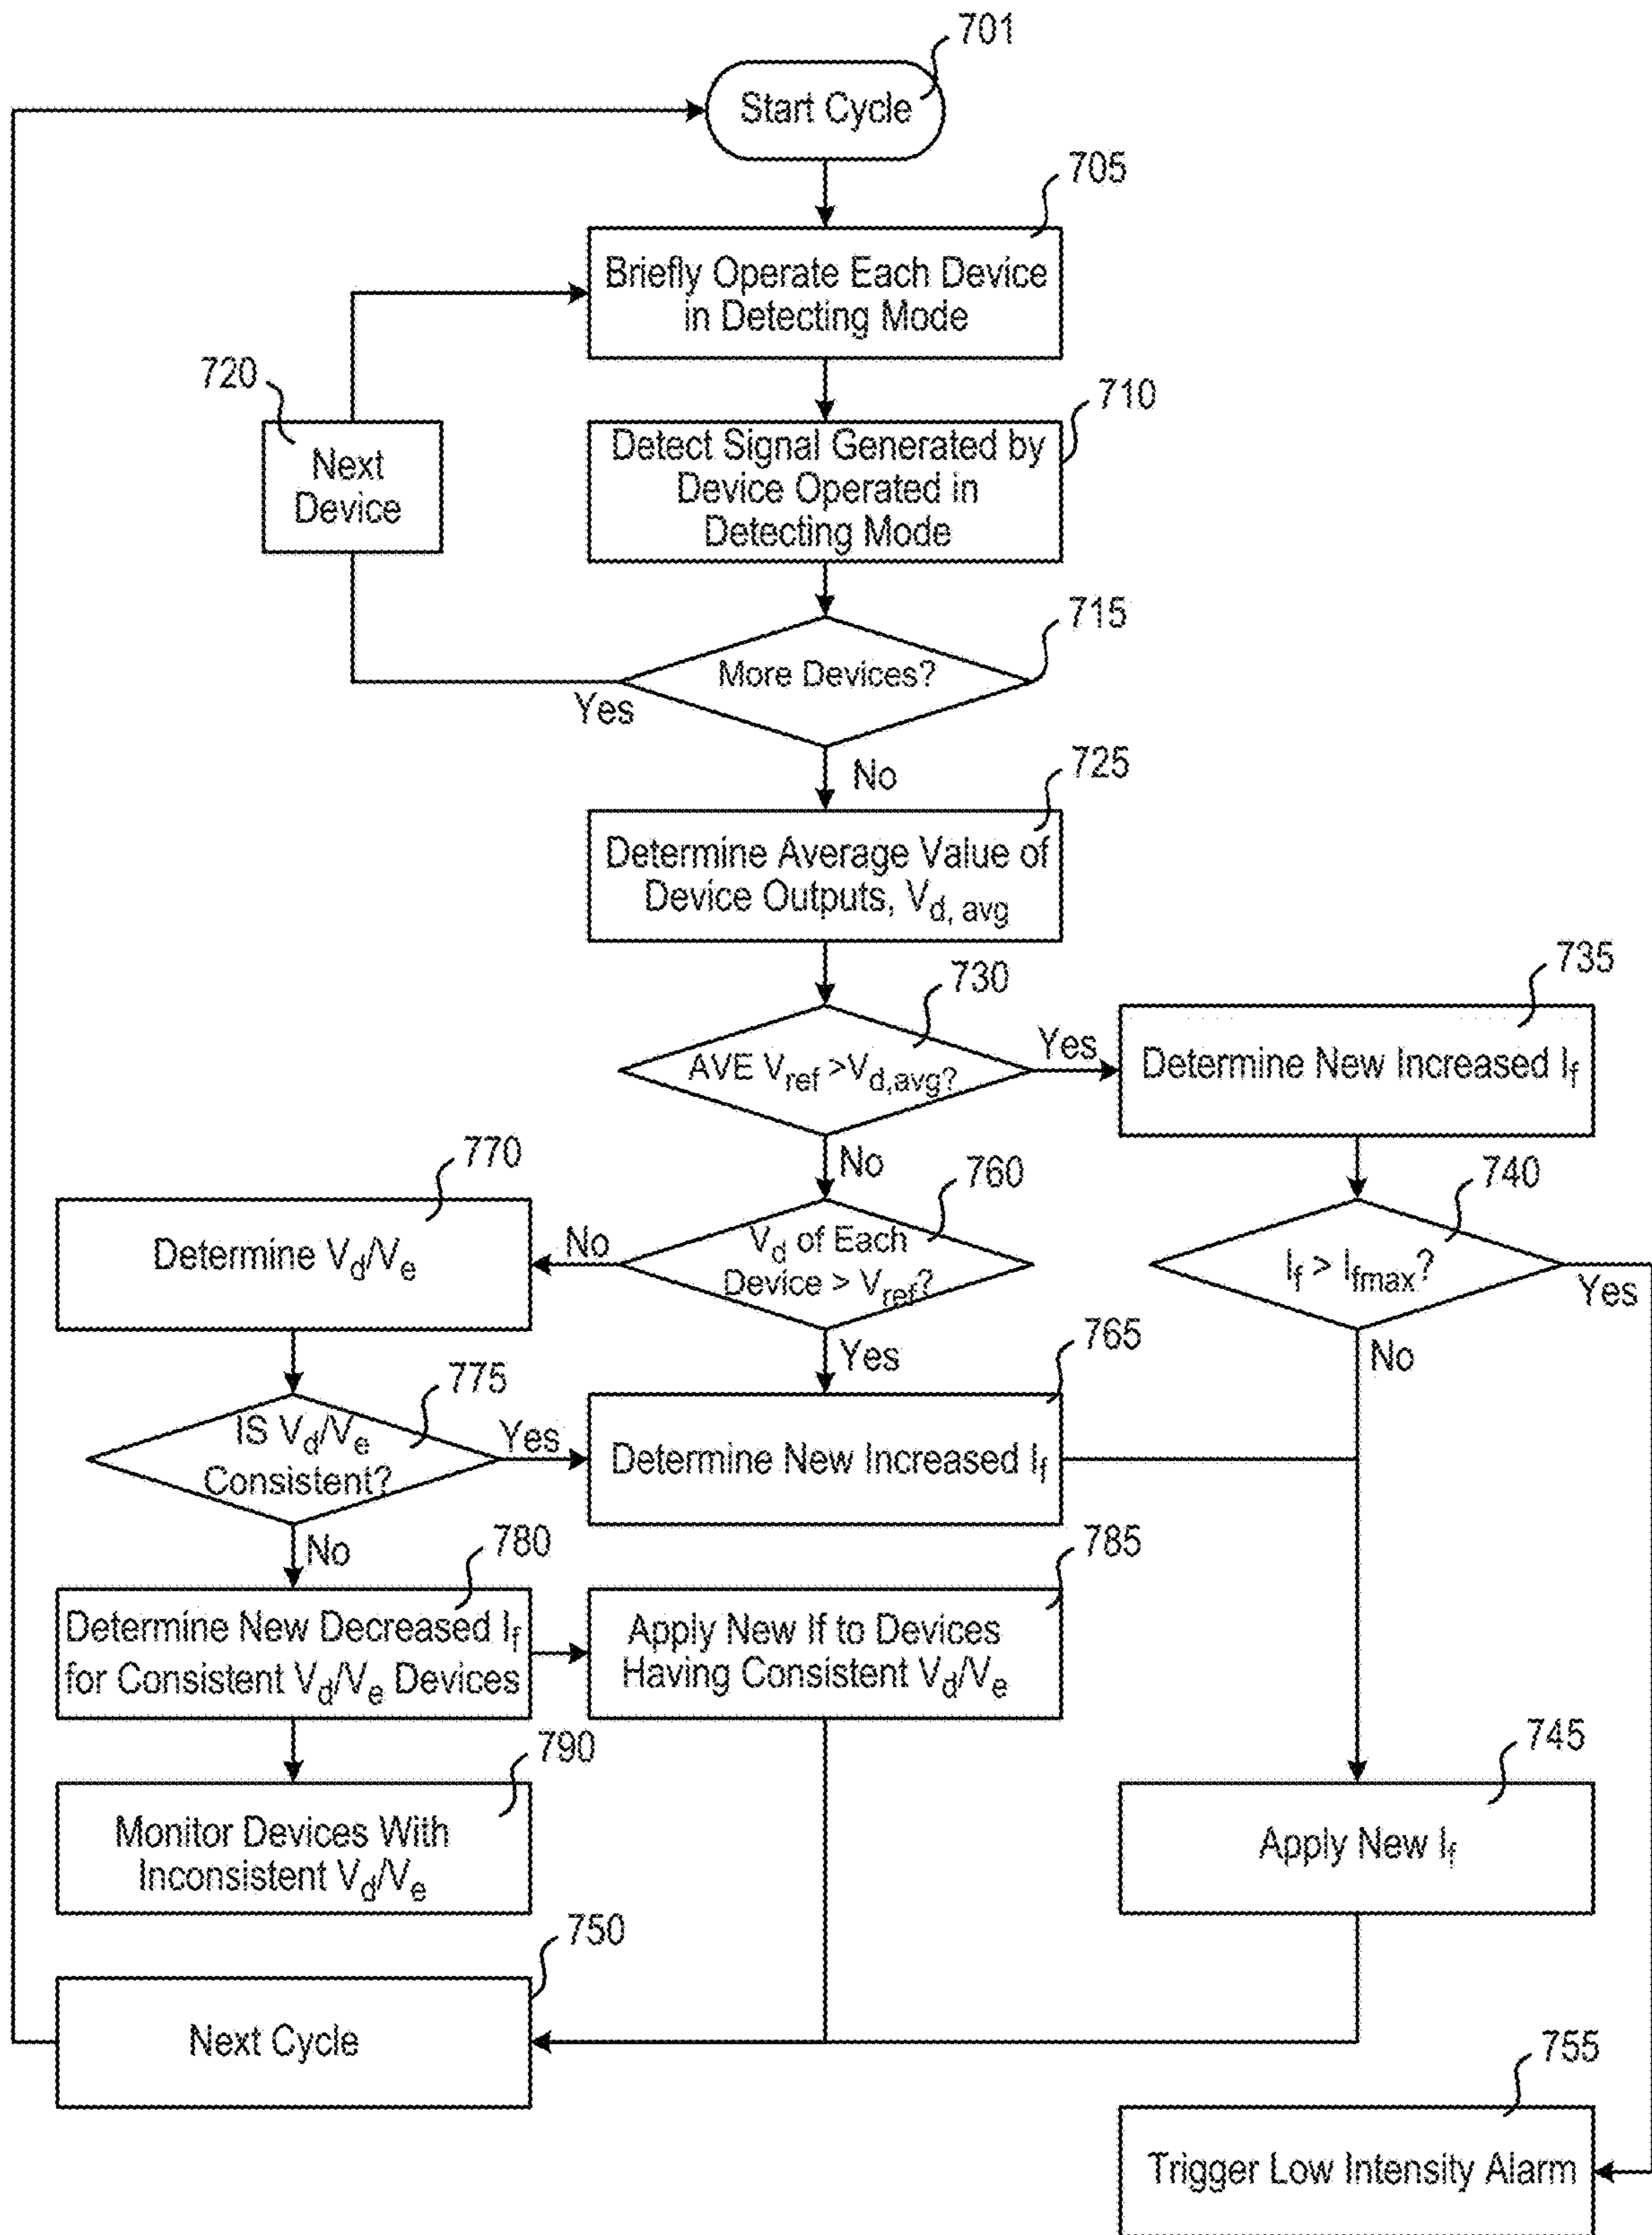 701
Start Cycle
705
Briefly Operate Each Device
in Detecting Mode
720
Next
Device
710
Detect Signal Generated by
Device Operated in
Detecting Mode
715
More Devices?
Yes
No
725
Determine Average Value of
Device Outputs, Vd, avg
730
AVE Vref >Vd,avg?
Yes
735
Determine New Increased If
No
770
Determine Vd/Ve
760
Vd of Each
Device > Vref?
No
740
If > Ifmax?
Yes
Yes
No
775
IS Vd/Ve
Consistent?
Yes
765
Determine New Increased If
No
780
Determine New Decreased If
for Consistent Vd/Ve Devices
785
Apply New If to Devices
Having Consistent Vd/Ve
790
Monitor Devices With
Inconsistent Vd/Ve
745
Apply New If
750
Next Cycle
755
Trigger Low Intensity Alarm